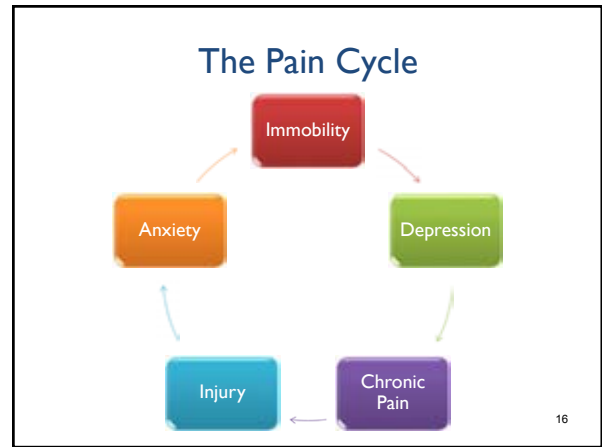 The Pain Cycle
Immobility
Depression
Chronic
Pain
Injury
Anxiety
16